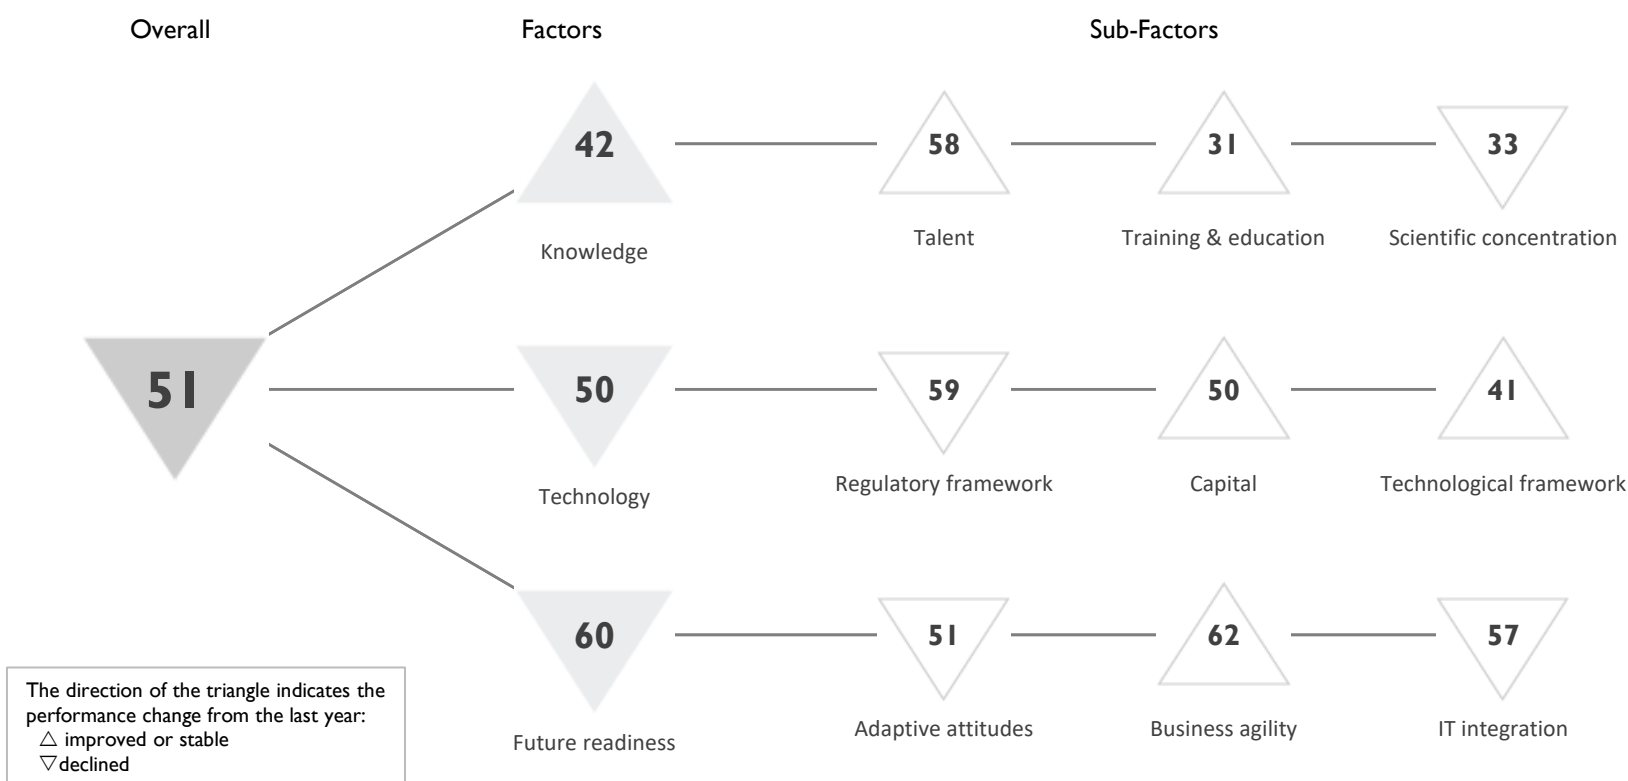 Overall Factors Sub-Factors
42 58 31 33
Knowledge Talent Training & education Scientific concentration
51 50 59 50 41
Technology Regulatory framework Capital Technological framework
60 51 62 57
Future readiness Adaptive attitudes Business agility IT integration
The direction of the triangle indicates the
performance change from the last year:
△ improved or stable
▽declined